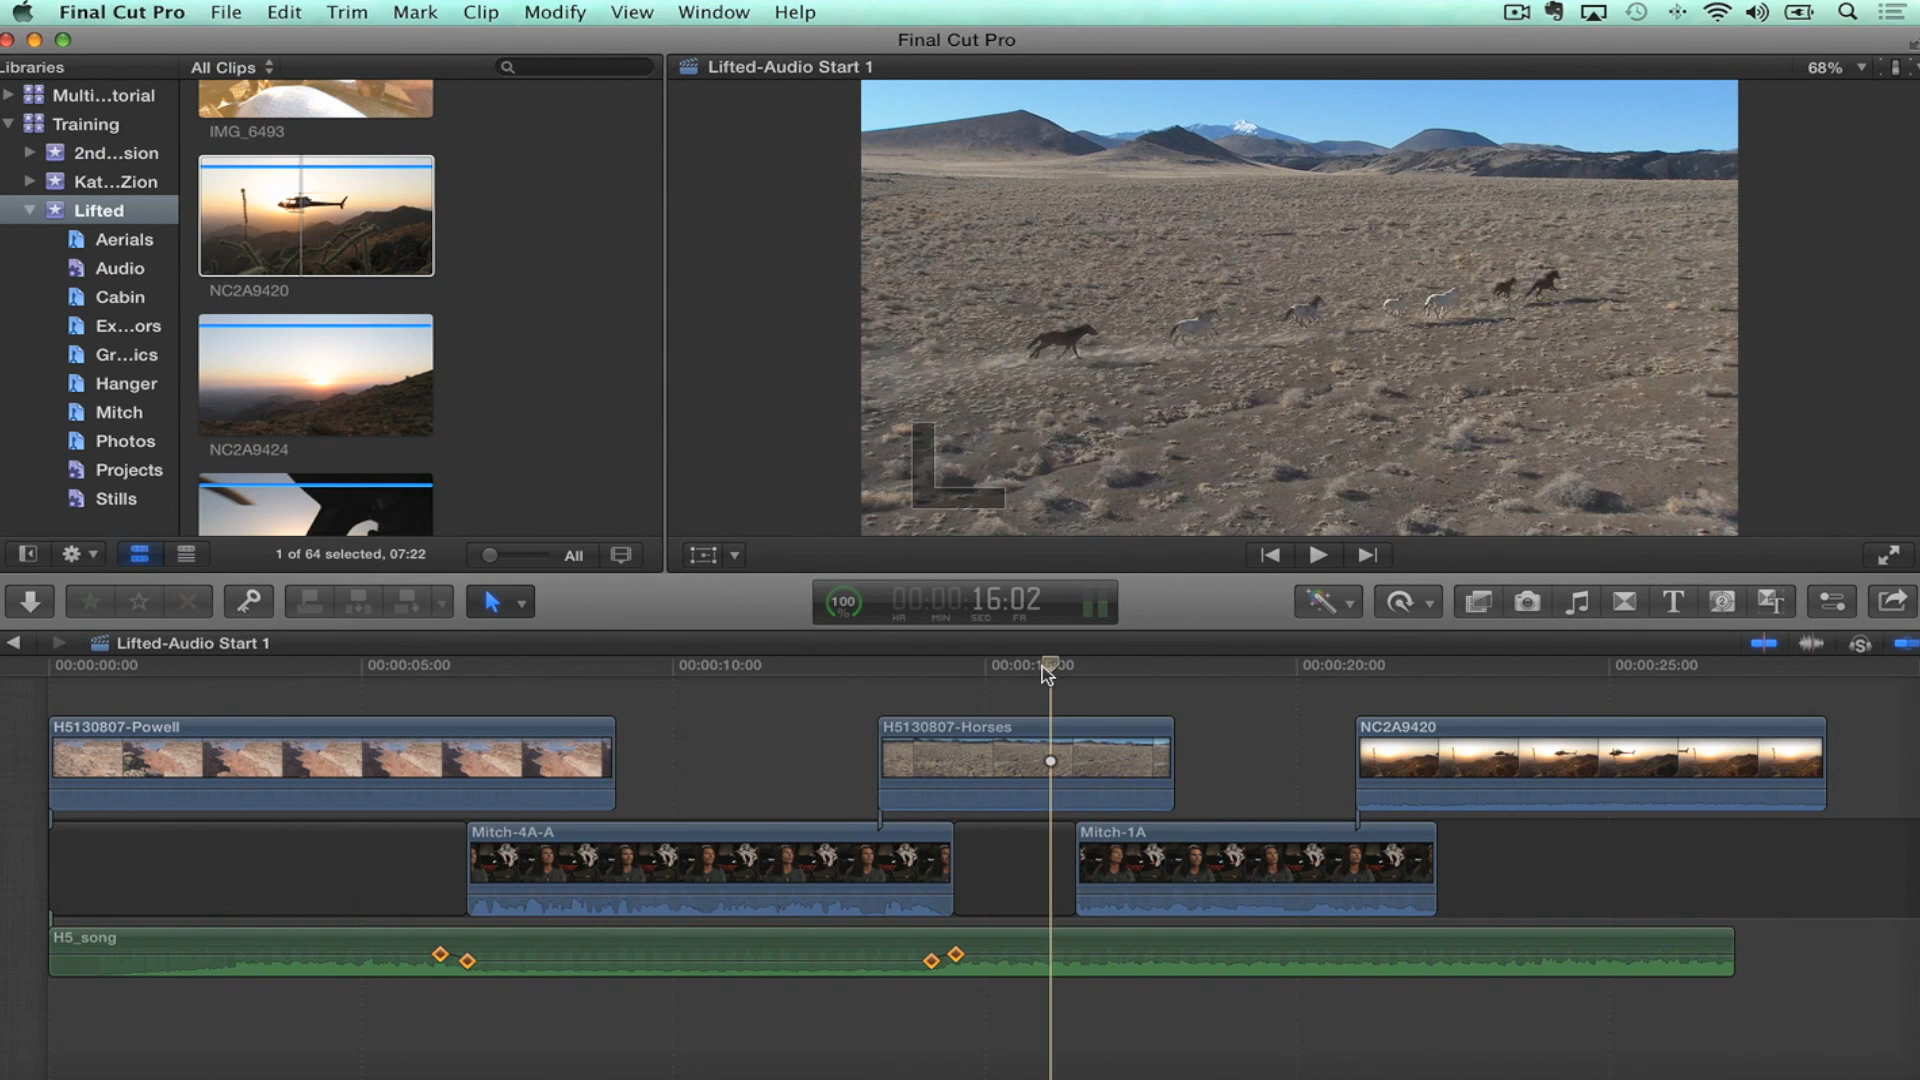 Final Cut Pro File Edit Trim Mark Clip Modify View Window Help
Final Cut Pro
Libraries
All Clips
Lifted-Audio Start 1
68%
Multi...torial
Training
2nd...sion
Kat...Zion
Lifted
Aerials
Audio
Cabin
Ex...ors
Gr...ics
Hanger
Mitch
Photos
Projects
Stills
IMG_6493
NC2A9420
NC2A9424
1 of 64 selected, 07:22
All
100
%
00:00:16:02
HR MIN SEC FR
Lifted-Audio Start 1
00:00:00:00 00:00:05:00 00:00:10:00 00:00:15:00 00:00:20:00 00:00:25:00
H5130807-Powell
H5130807-Horses
NC2A9420
Mitch-4A-A
Mitch-1A
H5_song